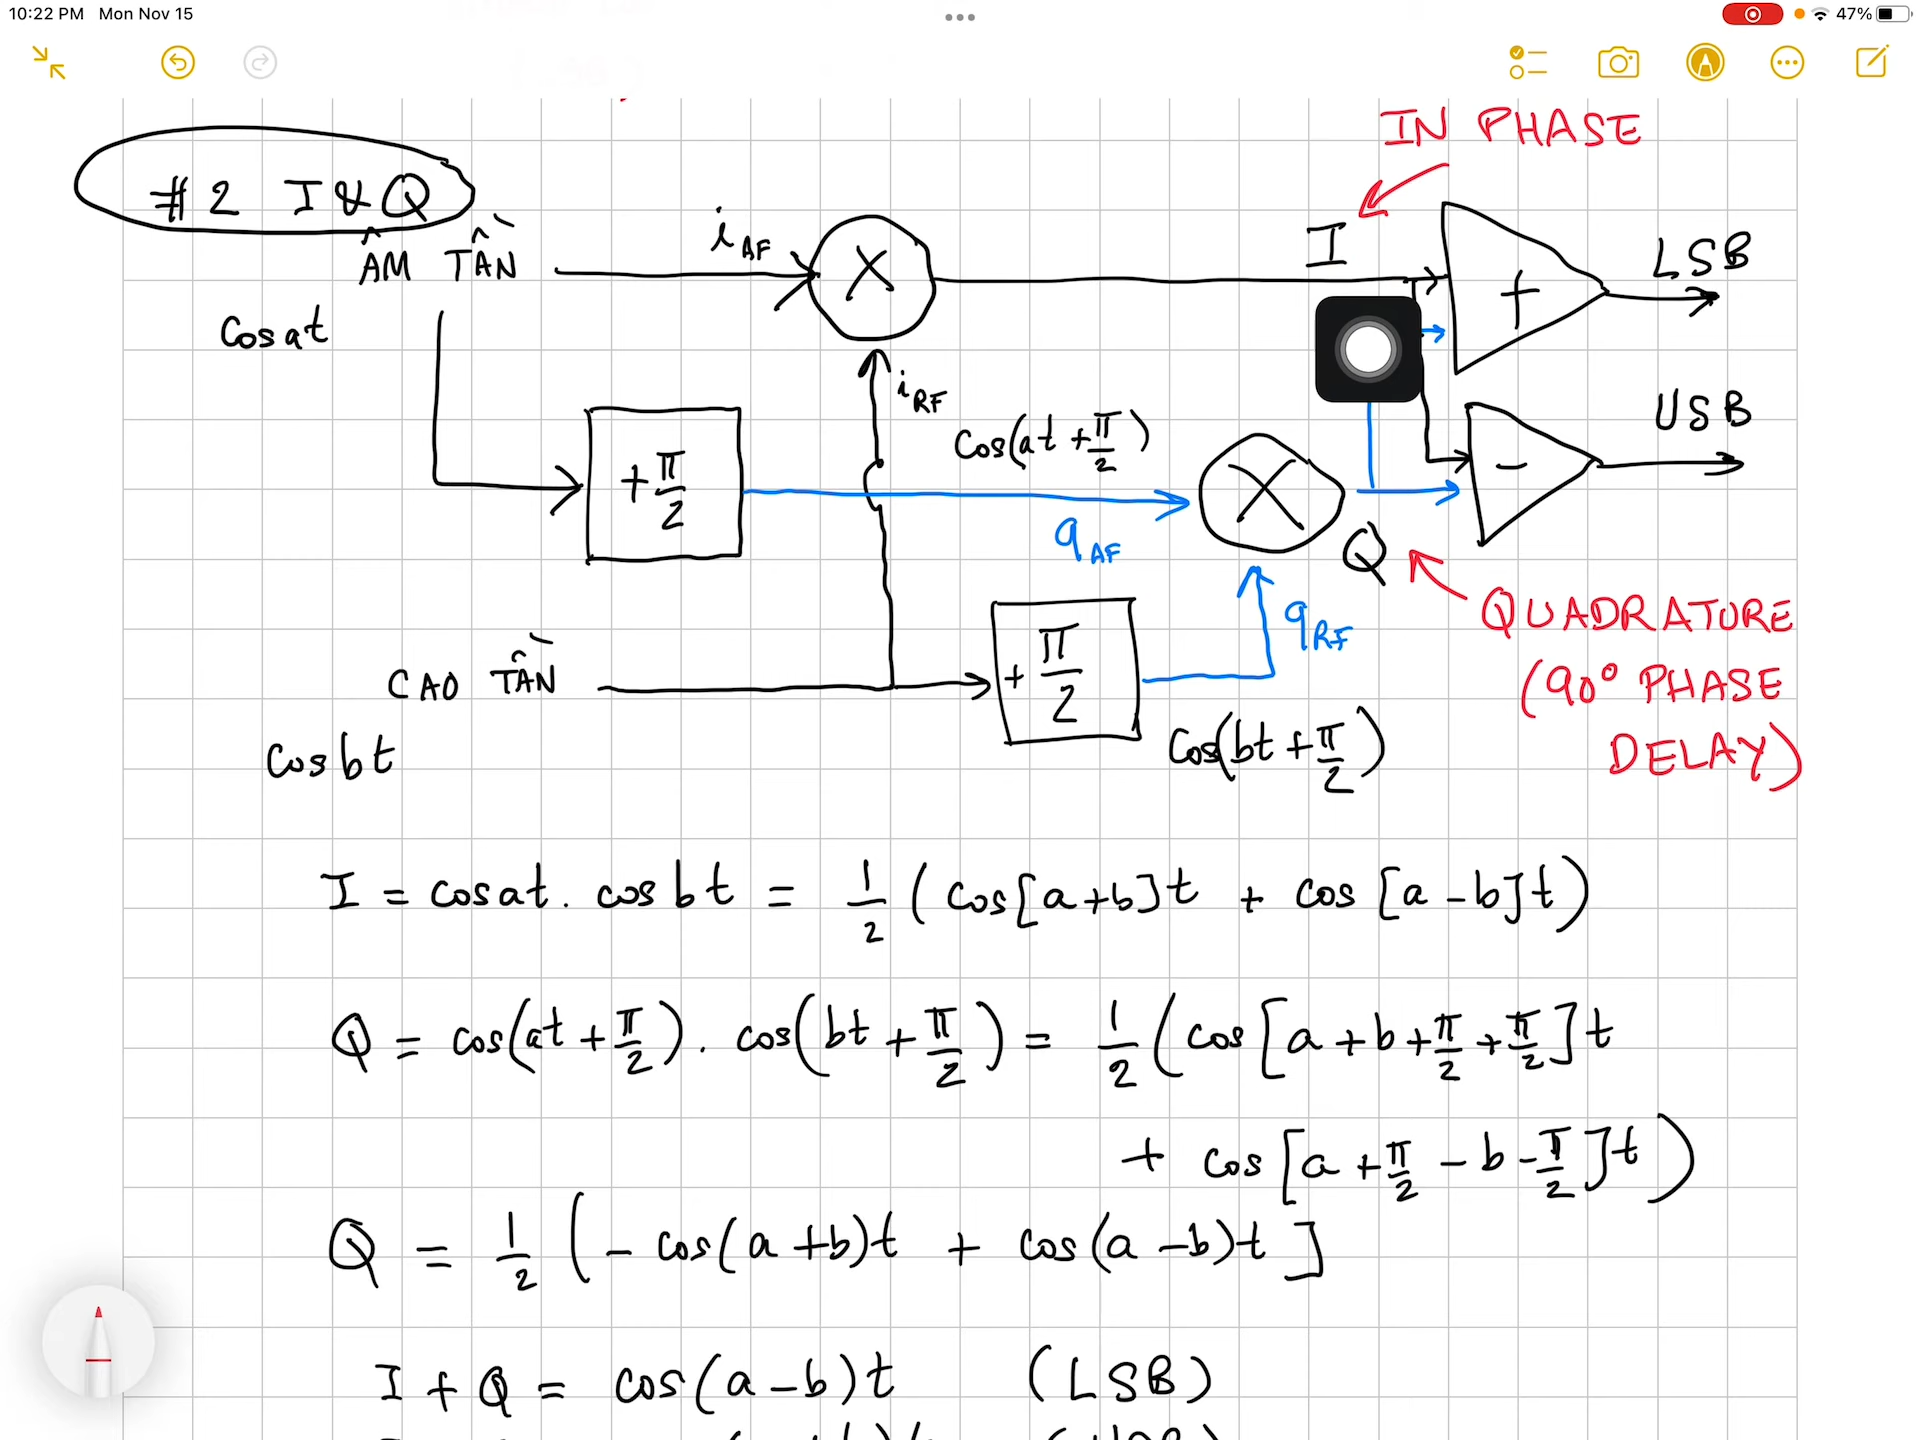 10:22 PM Mon Nov 15
47%
IN PHASE
#2 I & Q
ÂM TẦN
i AF
X
I
+
LSB
cos at
i RF
+π/2
cos(at + π/2)
X
q AF
Q
-
USB
QUADRATURE
(90° PHASE
DELAY)
CAO TẦN
+ π/2
q RF
cos bt
cos(bt + π/2)
I = cos at . cos bt = 1/2 ( cos[a+b]t + cos [a-b]t)
Q = cos(at + π/2) . cos(bt + π/2) = 1/2 ( cos [a + b + π/2 + π/2] t
+ cos [a + π/2 - b - π/2 ]t )
Q = 1/2 ( - cos(a+b)t + cos(a-b)t ]
I + Q = cos(a-b)t (LSB)